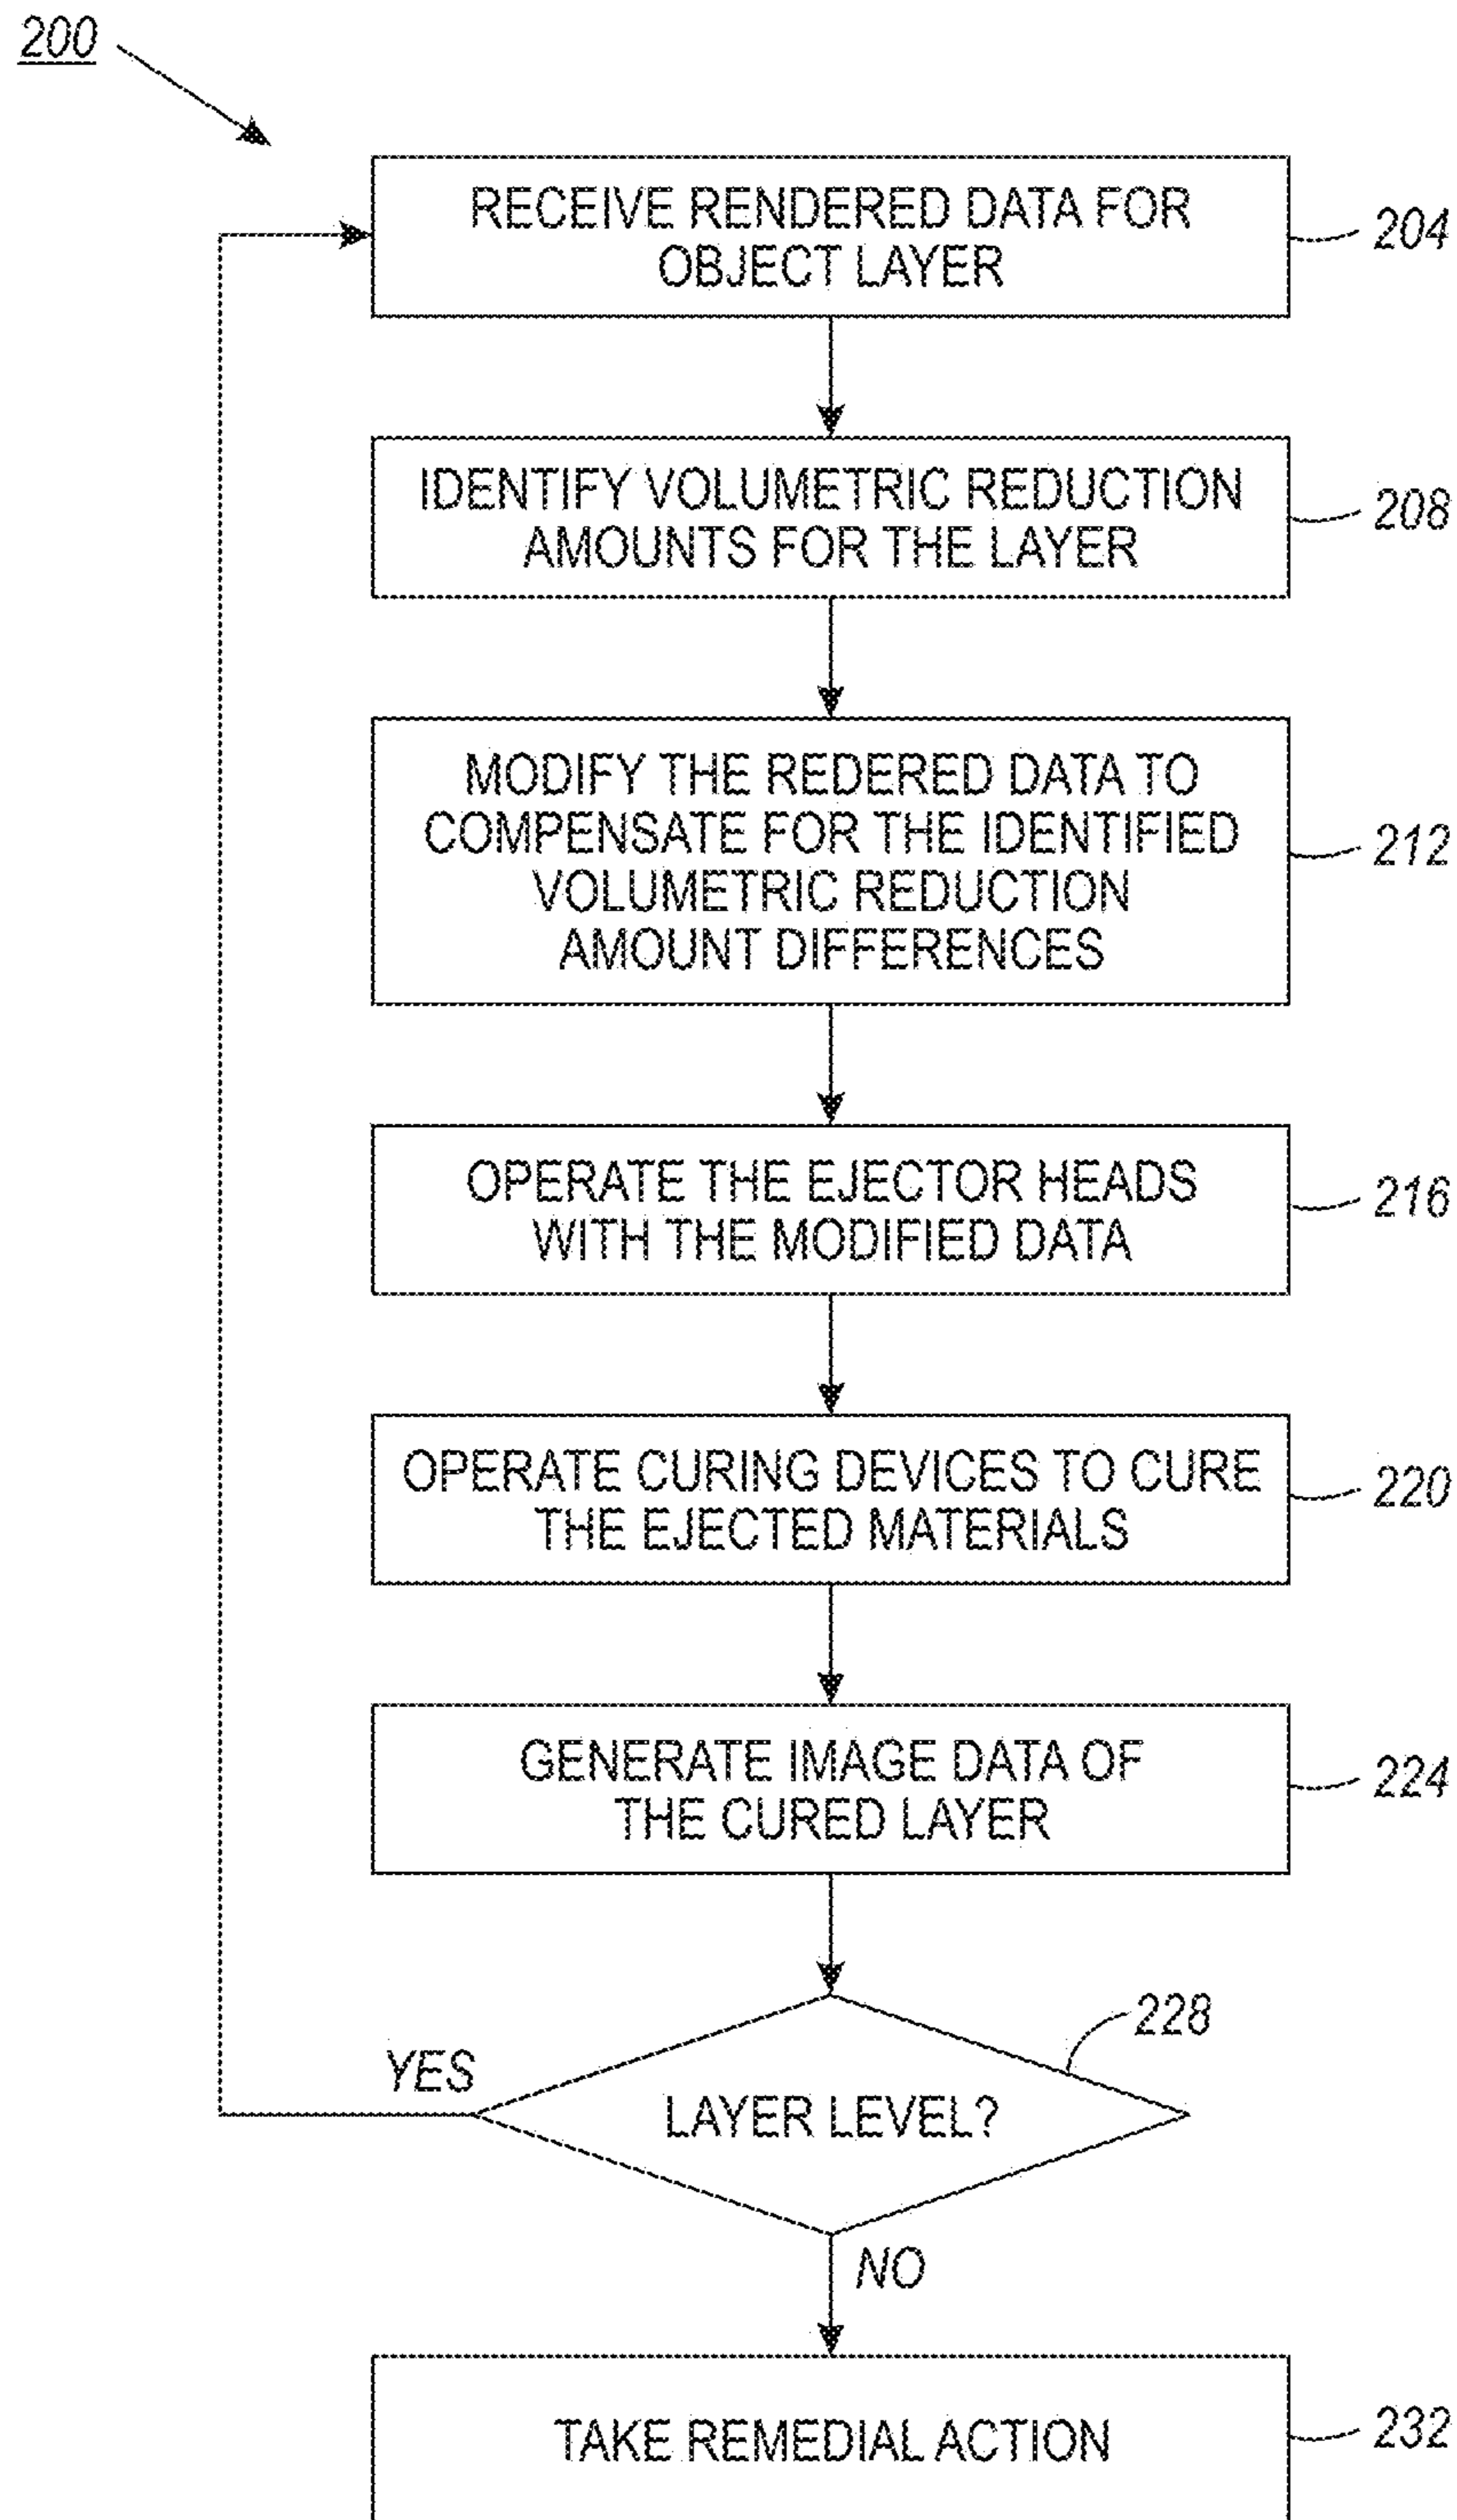 200
RECEIVE RENDERED DATA FOR
OBJECT LAYER
204
IDENTIFY VOLUMETRIC REDUCTION
AMOUNTS FOR THE LAYER
208
MODIFY THE REDERED DATA TO
COMPENSATE FOR THE IDENTIFIED
VOLUMETRIC REDUCTION
AMOUNT DIFFERENCES
212
OPERATE THE EJECTOR HEADS
WITH THE MODIFIED DATA
216
OPERATE CURING DEVICES TO CURE
THE EJECTED MATERIALS
220
GENERATE IMAGE DATA OF
THE CURED LAYER
224
228
YES
LAYER LEVEL?
NO
TAKE REMEDIAL ACTION
232